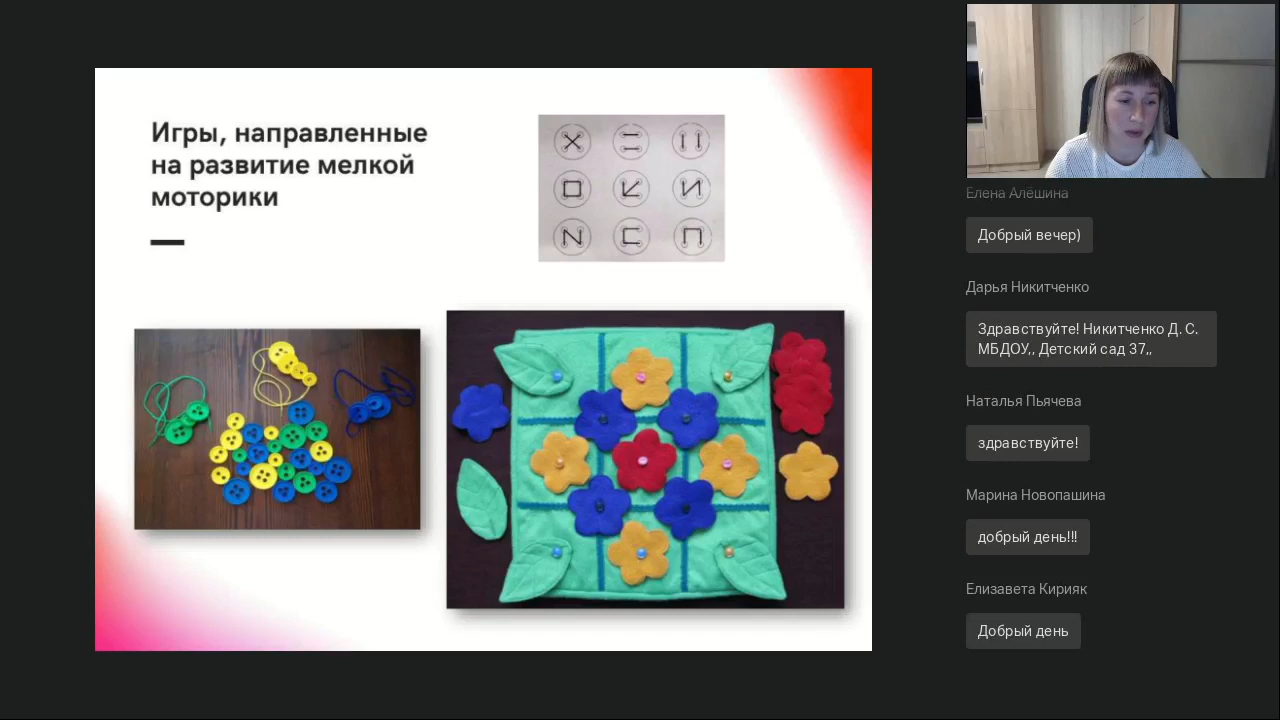 Игры, направленные
на развитие мелкой
моторики
Елена Алёшина
Добрый вечер)
Дарья Никитченко
Здравствуйте! Никитченко Д. С.
МБДОУ,, Детский сад 37,,
Наталья Пьячева
здравствуйте!
Марина Новопашина
добрый день!!!
Елизавета Кирияк
Добрый день